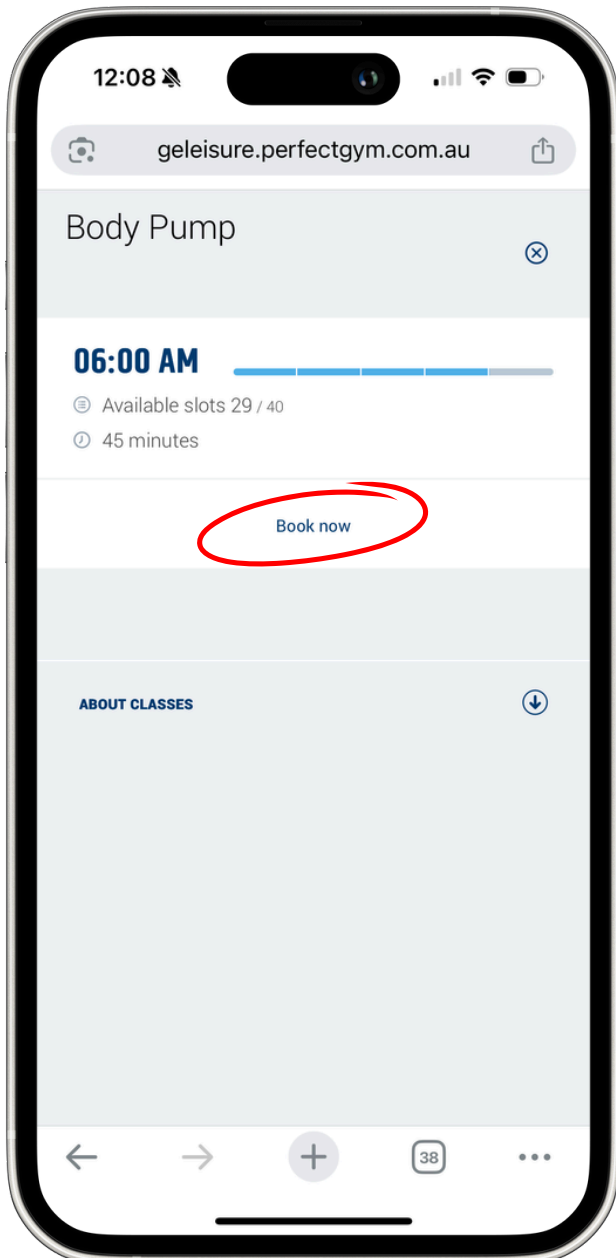 12:08
geleisure.perfectgym.com.au
Body Pump
06:00 AM
Available slots 29 / 40
45 minutes
Book now
ABOUT CLASSES
38